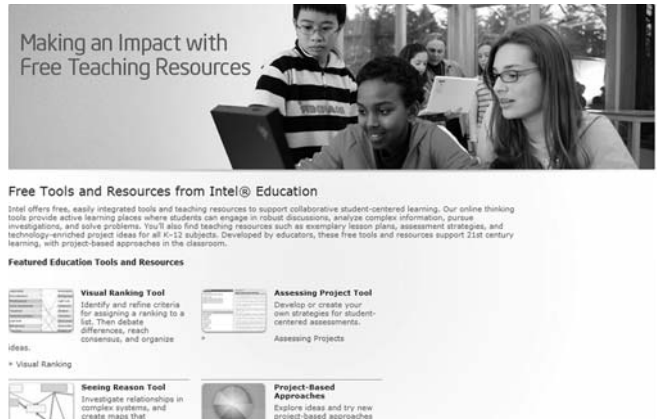 Making an Impact with
Free Teaching Resources
Free Tools and Resources from Intel® Education
Intel offers free, easily integrated tools and teaching resources to support collaborative student-centered learning. Our online thinking
tools provide active learning places where students can engage in robust discussions, analyze complex information, pursue
investigations, and solve problems. You'll also find teaching resources such as exemplary lesson plans, assessment strategies, and
technology-enriched project ideas for all K-12 subjects. Developed by educators, these free tools and resources support 21st century
learning, with project-based approaches in the classroom.
Featured Education Tools and Resources
Visual Ranking Tool
Identify and refine criteria
for assigning a ranking to a
list. Then debate
differences, reach
consensus, and organize
ideas.
» Visual Ranking
Assessing Project Tool
Develop or create your
own strategies for student-
centered assessments.
»
Assessing Projects
Seeing Reason Tool
Investigate relationships in
complex systems, and
create maps that
Project-Based
Approaches
Explore ideas and try new
project-based approaches